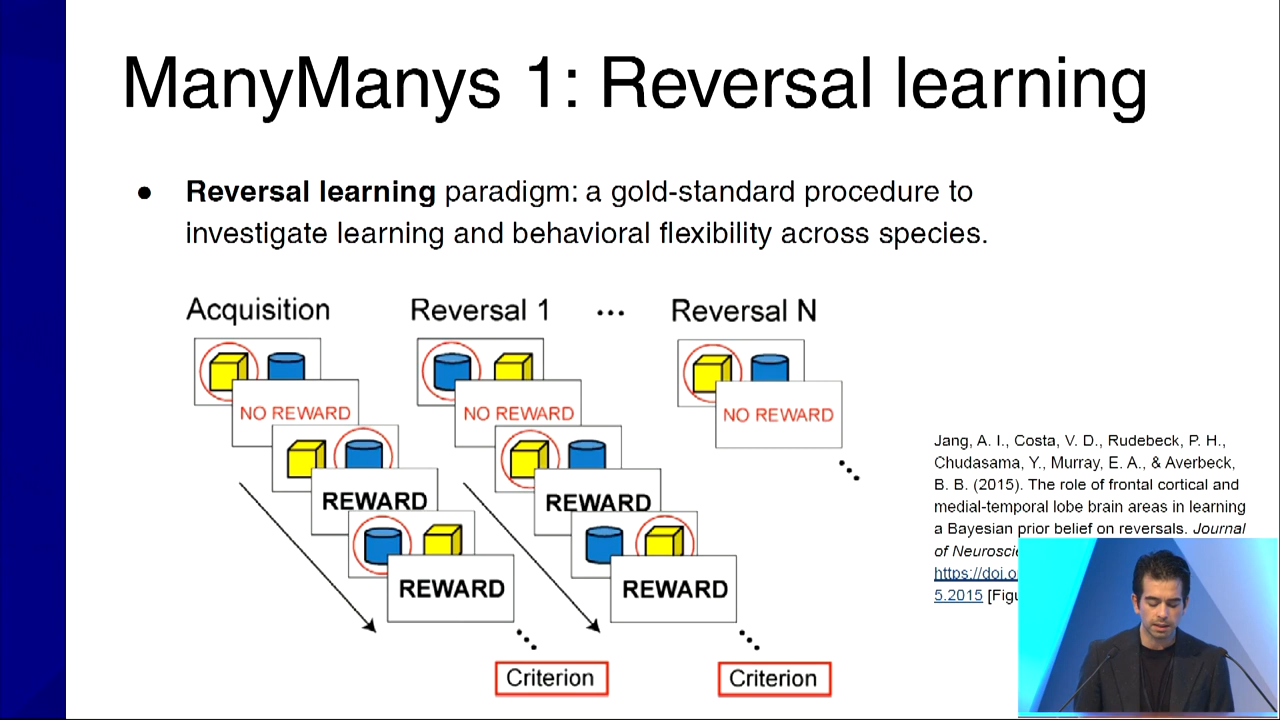 ManyManys 1: Reversal learning
● Reversal learning paradigm: a gold-standard procedure to
investigate learning and behavioral flexibility across species.
Acquisition
Reversal 1
...
Reversal N
NO REWARD
NO REWARD
NO REWARD
REWARD
REWARD
REWARD
REWARD
Criterion
Criterion
Jang, A. I., Costa, V. D., Rudebeck, P. H.,
Chudasama, Y., Murray, E. A., & Averbeck,
B. B. (2015). The role of frontal cortical and
medial-temporal lobe brain areas in learning
a Bayesian prior belief on reversals. Journal
of
https://doi.o
5.2015